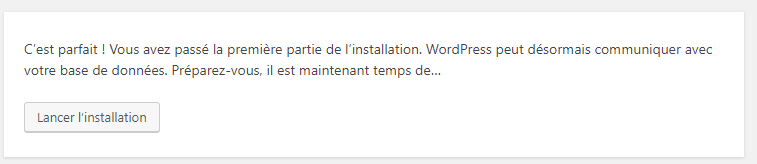 C’est parfait ! Vous avez passé la première partie de l’installation. WordPress peut désormais communiquer avec
votre base de données. Préparez-vous, il est maintenant temps de…
Lancer l’installation